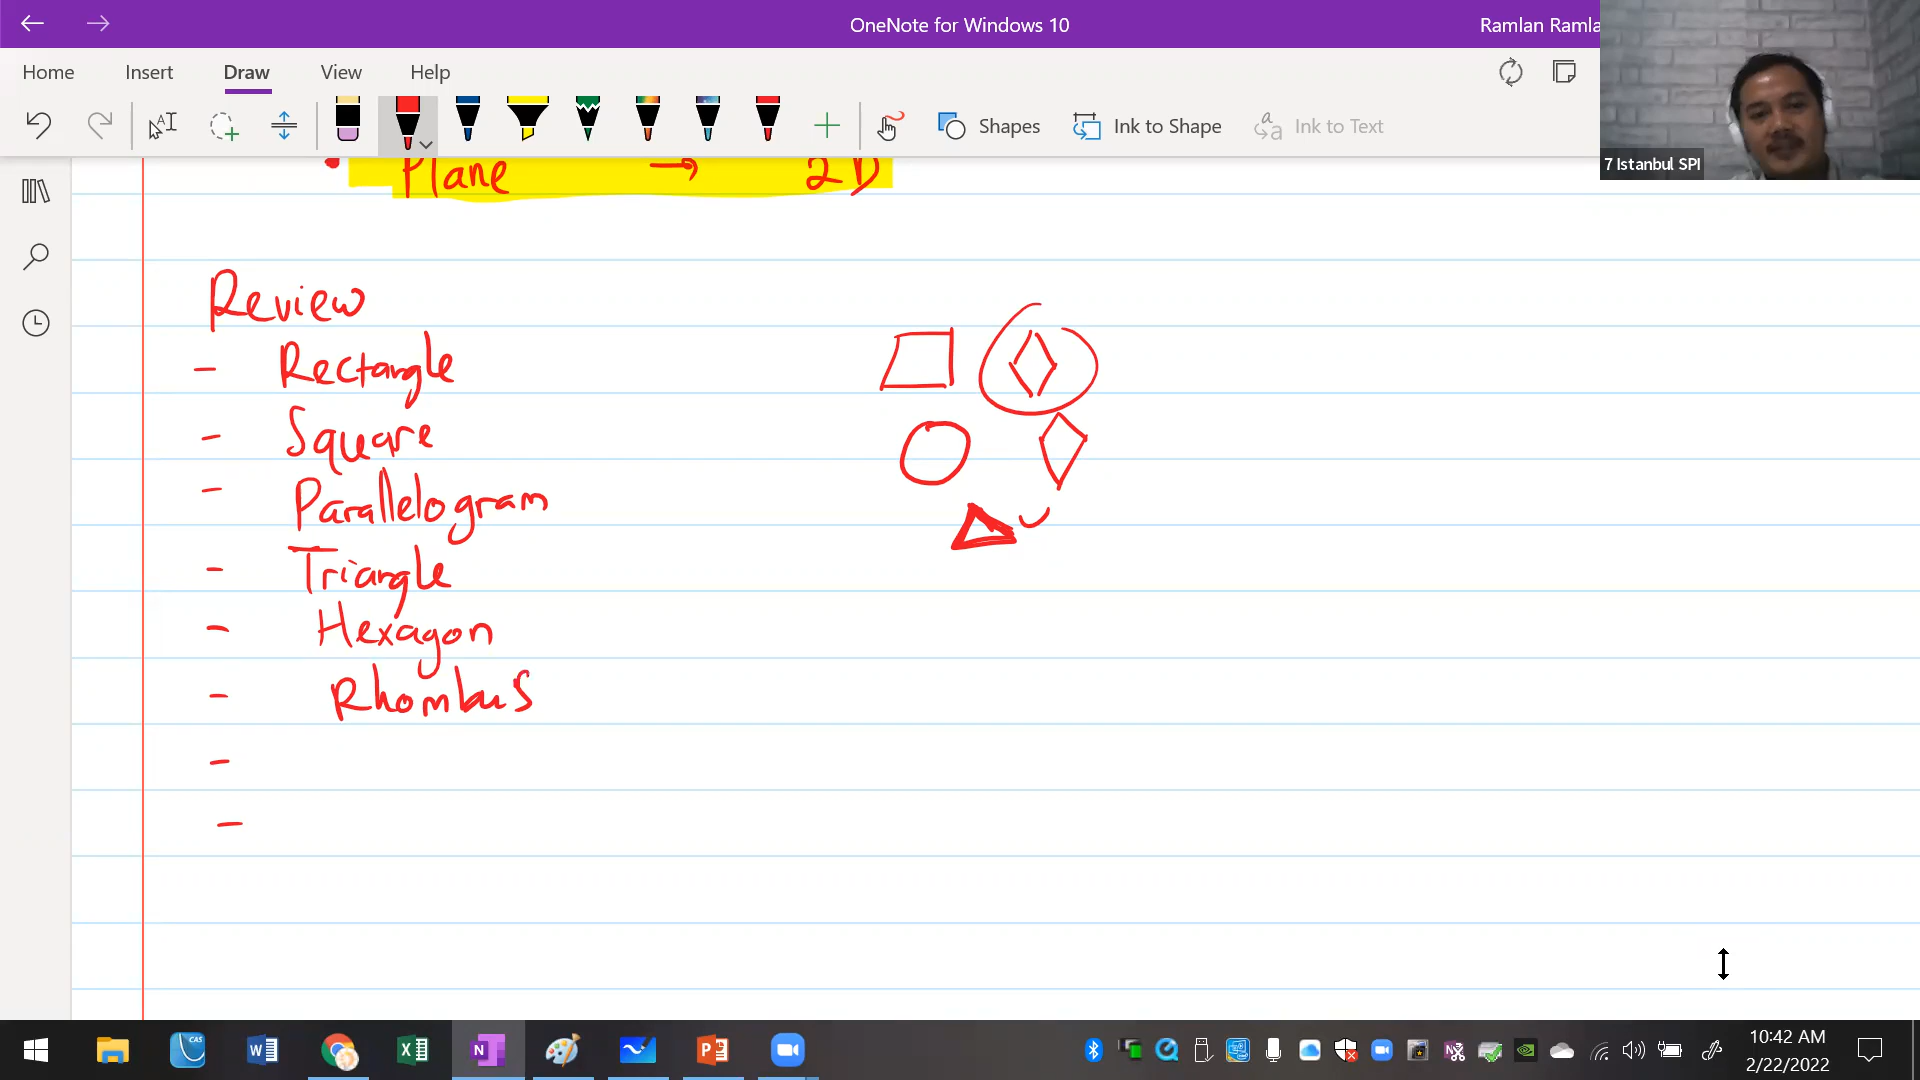 OneNote for Windows 10
Ramlan Ramla
Home Insert Draw View Help
Shapes Ink to Shape Ink to Text
7 Istanbul SPI
• Plane → 2D
Review
- Rectangle
- Square
- Parallelogram
- Triangle
- Hexagon
- Rhombus
-
-
10:42 AM
2/22/2022